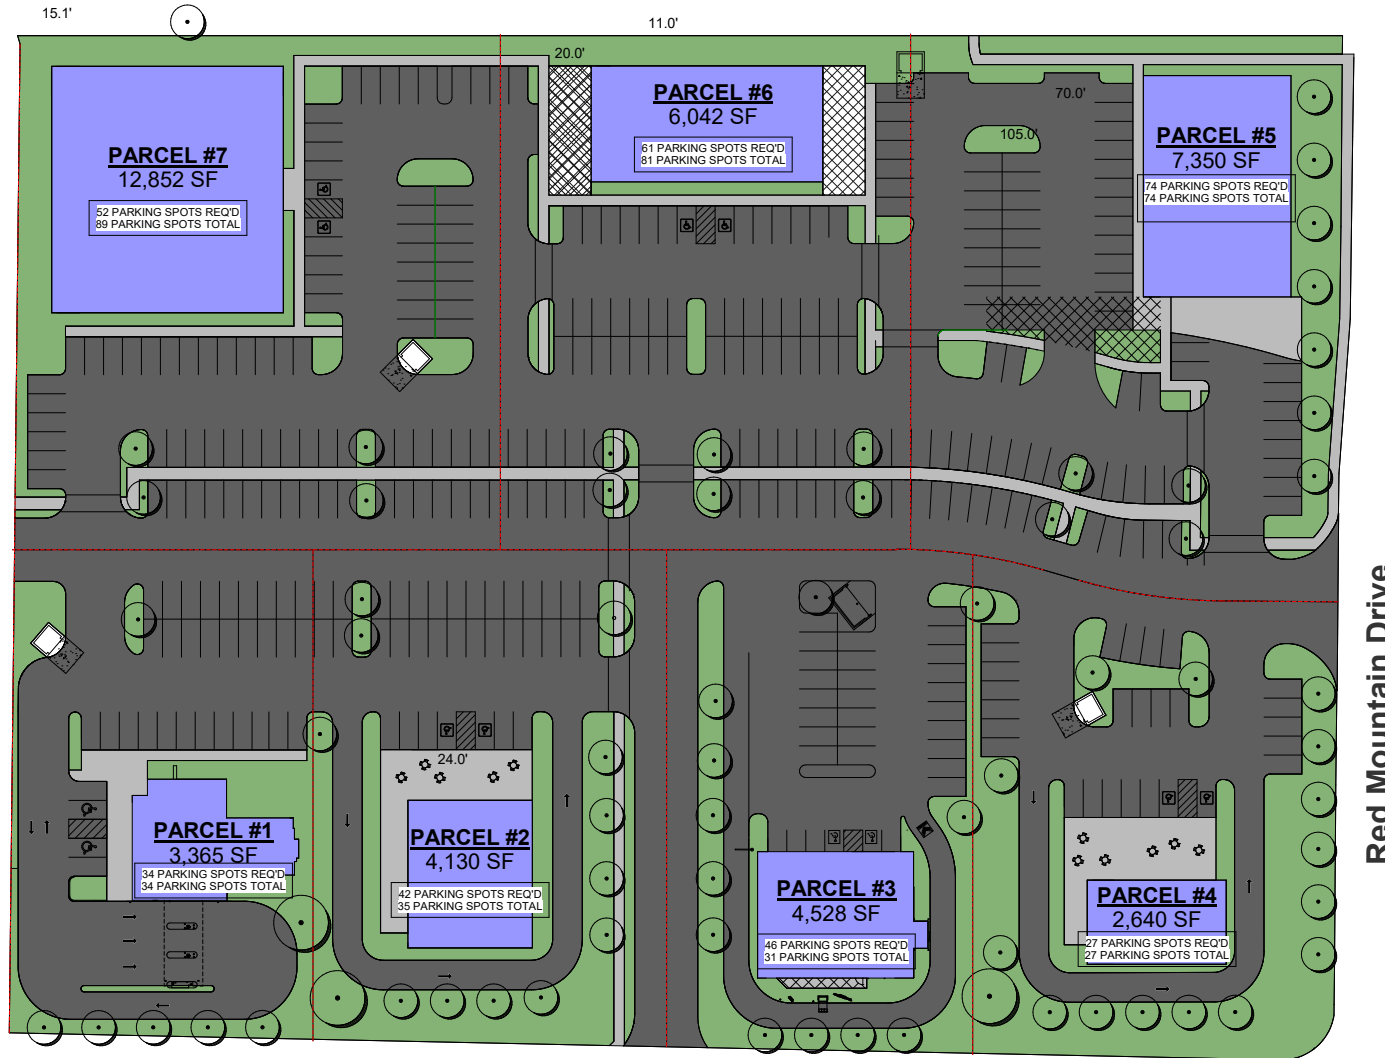 15.1'
11.0'
20.0'
70.0'
105.0'
PARCEL #7
12,852 SF
52 PARKING SPOTS REQ'D
89 PARKING SPOTS TOTAL
PARCEL #6
6,042 SF
61 PARKING SPOTS REQ'D
81 PARKING SPOTS TOTAL
PARCEL #5
7,350 SF
74 PARKING SPOTS REQ'D
74 PARKING SPOTS TOTAL
24.0'
PARCEL #1
3,365 SF
34 PARKING SPOTS REQ'D
34 PARKING SPOTS TOTAL
PARCEL #2
4,130 SF
42 PARKING SPOTS REQ'D
35 PARKING SPOTS TOTAL
PARCEL #3
4,528 SF
46 PARKING SPOTS REQ'D
31 PARKING SPOTS TOTAL
PARCEL #4
2,640 SF
27 PARKING SPOTS REQ'D
27 PARKING SPOTS TOTAL
Red Mountain Drive